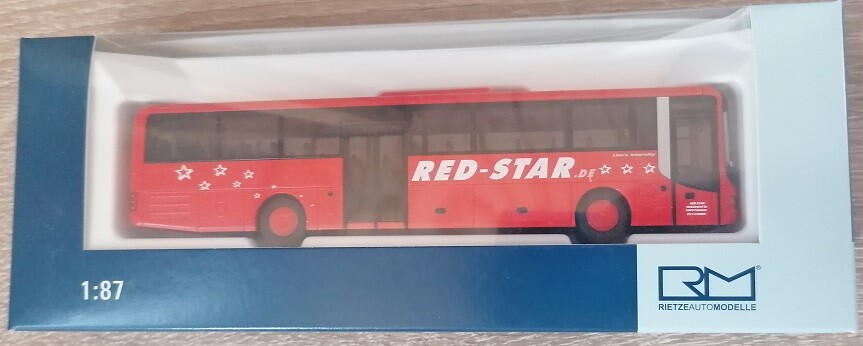 RED-STAR.DE
1:87
RM®
RIETZEAUTOMODELLE